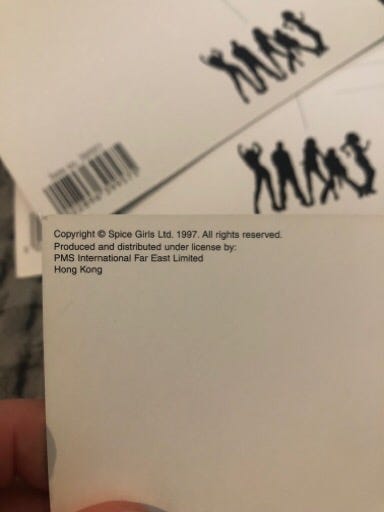 Copyright © Spice Girls Ltd. 1997. All rights reserved.
Produced and distributed under license by:
PMS International Far East Limited
Hong Kong